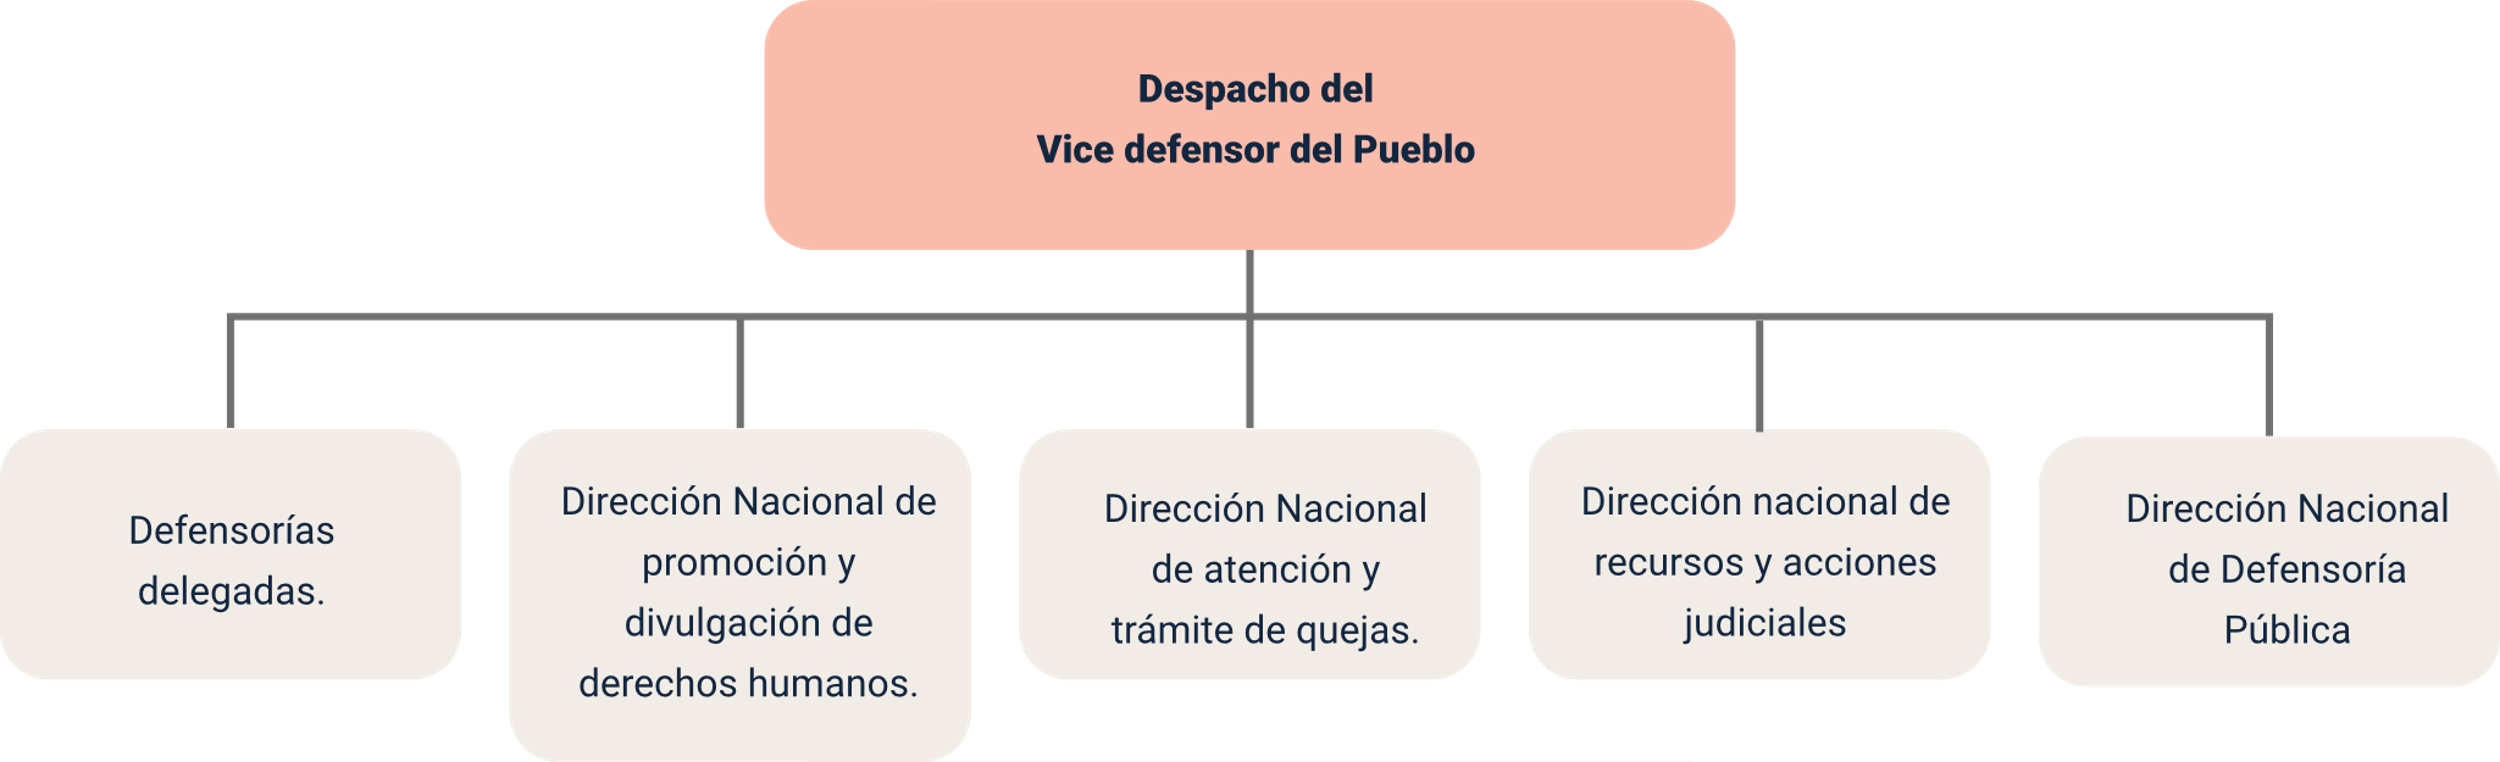 Despacho del
Vice defensor del Pueblo
Defensorías
delegadas.
Dirección Nacional de
promoción y
divulgación de
derechos humanos.
Dirección Nacional
de atención y
trámite de quejas.
Dirección nacional de
recursos y acciones
judiciales
Dirección Nacional
de Defensoría
Pública